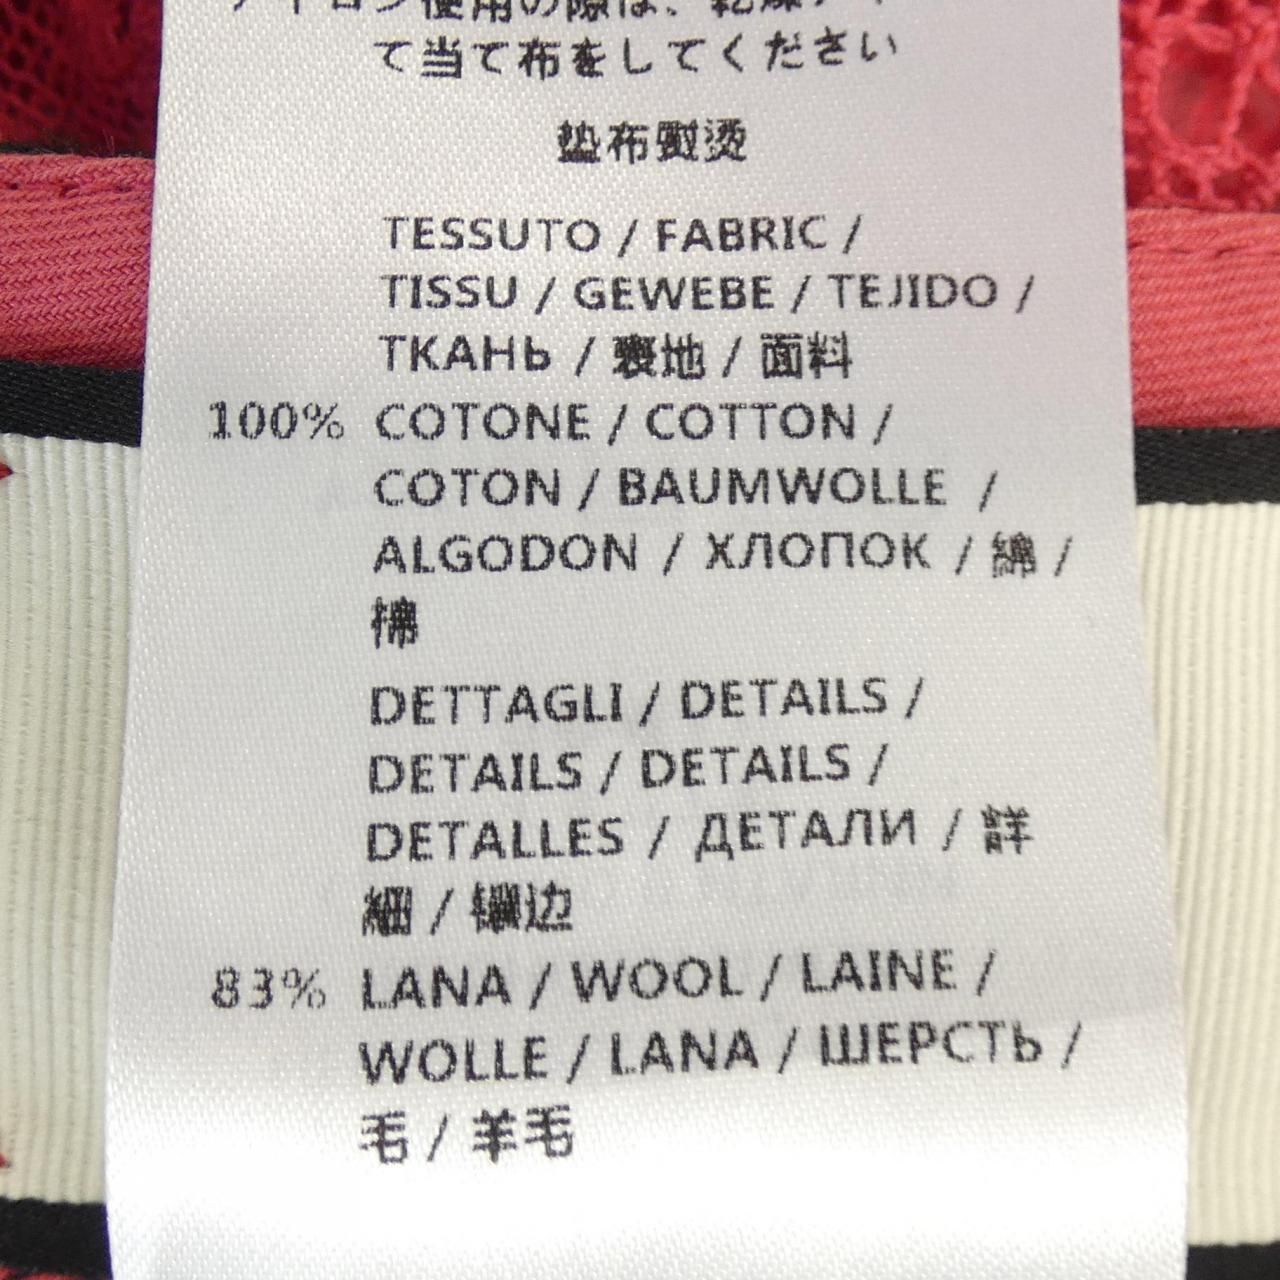 て当て布をしてください
垫布熨烫
TESSUTO / FABRIC /
TISSU / GEWEBE / TEJIDO /
ТКАНЬ / 裏地 / 面料
100% COTONE / COTTON /
COTON / BAUMWOLLE /
ALGODON / ХЛОПОК / 綿 /
棉
DETTAGLI / DETAILS /
DETAILS / DETAILS /
DETALLES / ДЕТАЛИ / 詳
細 / 镶边
83% LANA / WOOL / LAINE /
WOLLE / LANA / ШЕРСТЬ /
毛 / 羊毛